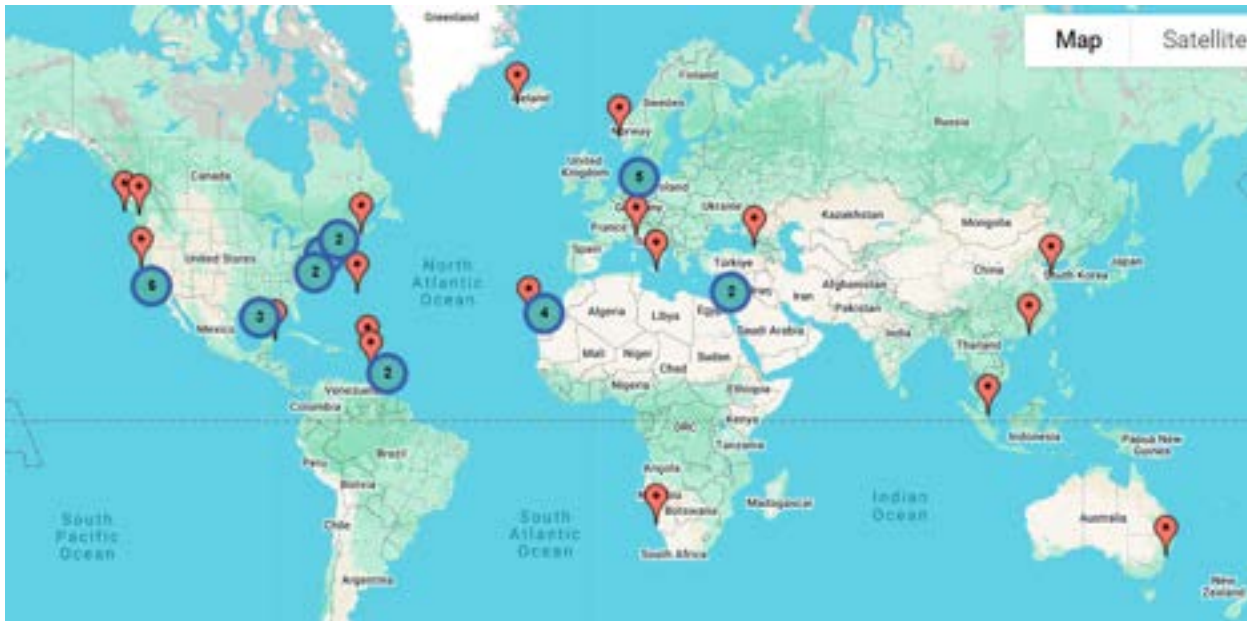 Greenland
Map
Satellite
Iceland
Finland
Sweden
Norway
Russia
Canada
United
Kingdom
5
Poland
Germany
Ukraine
France
Kazakhstan
Mongolia
2
United States
Spain
Türkiye
China
South Korea
Japan
2
North
Atlantic
Ocean
6
2
Iraq
Iran
Afghanistan
Pakistan
3
Mexico
4
Algeria
Libya
Egypt
Saudi Arabia
India
Thailand
Mali
Niger
Chad
Sudan
2
Venezuela
Nigeria
Ethiopia
Colombia
DRC
Kenya
Tanzania
Indonesia
Papua New
Guinea
Peru
Brazil
Angola
Bolivia
Namibia
Botswana
Madagascar
South
Pacific
Ocean
Chile
South
Atlantic
Ocean
Indian
Ocean
Australia
South Africa
Argentina
New
Zealand